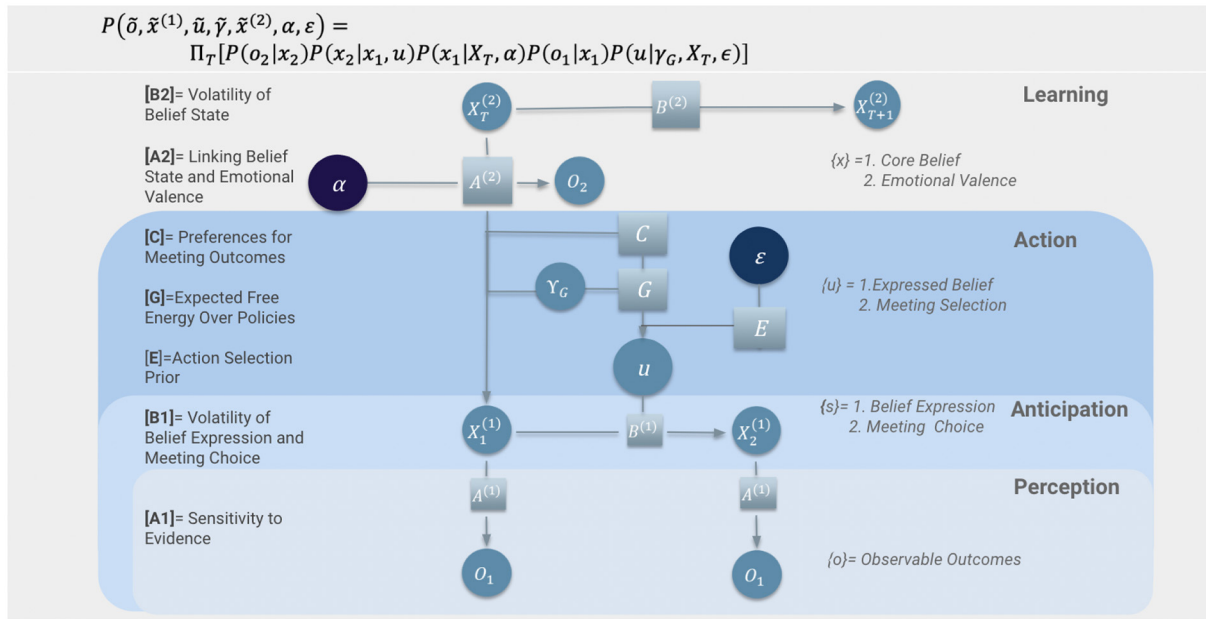 P(õ, x̃⁽¹⁾, ũ, γ̃, x̃⁽²⁾, α, ε) =
Π_T[P(o₂|x₂)P(x₂|x₁, u)P(x₁|X_T, α)P(o₁|x₁)P(u|γ_G, X_T, ϵ)]
[B2]= Volatility of
Belief State
X_T⁽²⁾
B⁽²⁾
X_{T+1}⁽²⁾
Learning
[A2]= Linking Belief
State and Emotional
Valence
α
A⁽²⁾
O₂
{x} =1. Core Belief
2. Emotional Valence
[C]= Preferences for
Meeting Outcomes
C
ε
Action
[G]=Expected Free
Energy Over Policies
ϒ_G
G
E
{u} = 1.Expressed Belief
2. Meeting Selection
[E]=Action Selection
Prior
u
[B1]= Volatility of
Belief Expression and
Meeting Choice
X₁⁽¹⁾
B⁽¹⁾
X₂⁽¹⁾
{s}= 1. Belief Expression
2. Meeting Choice
Anticipation
A⁽¹⁾
A⁽¹⁾
Perception
[A1]= Sensitivity to
Evidence
O₁
O₁
{o}= Observable Outcomes